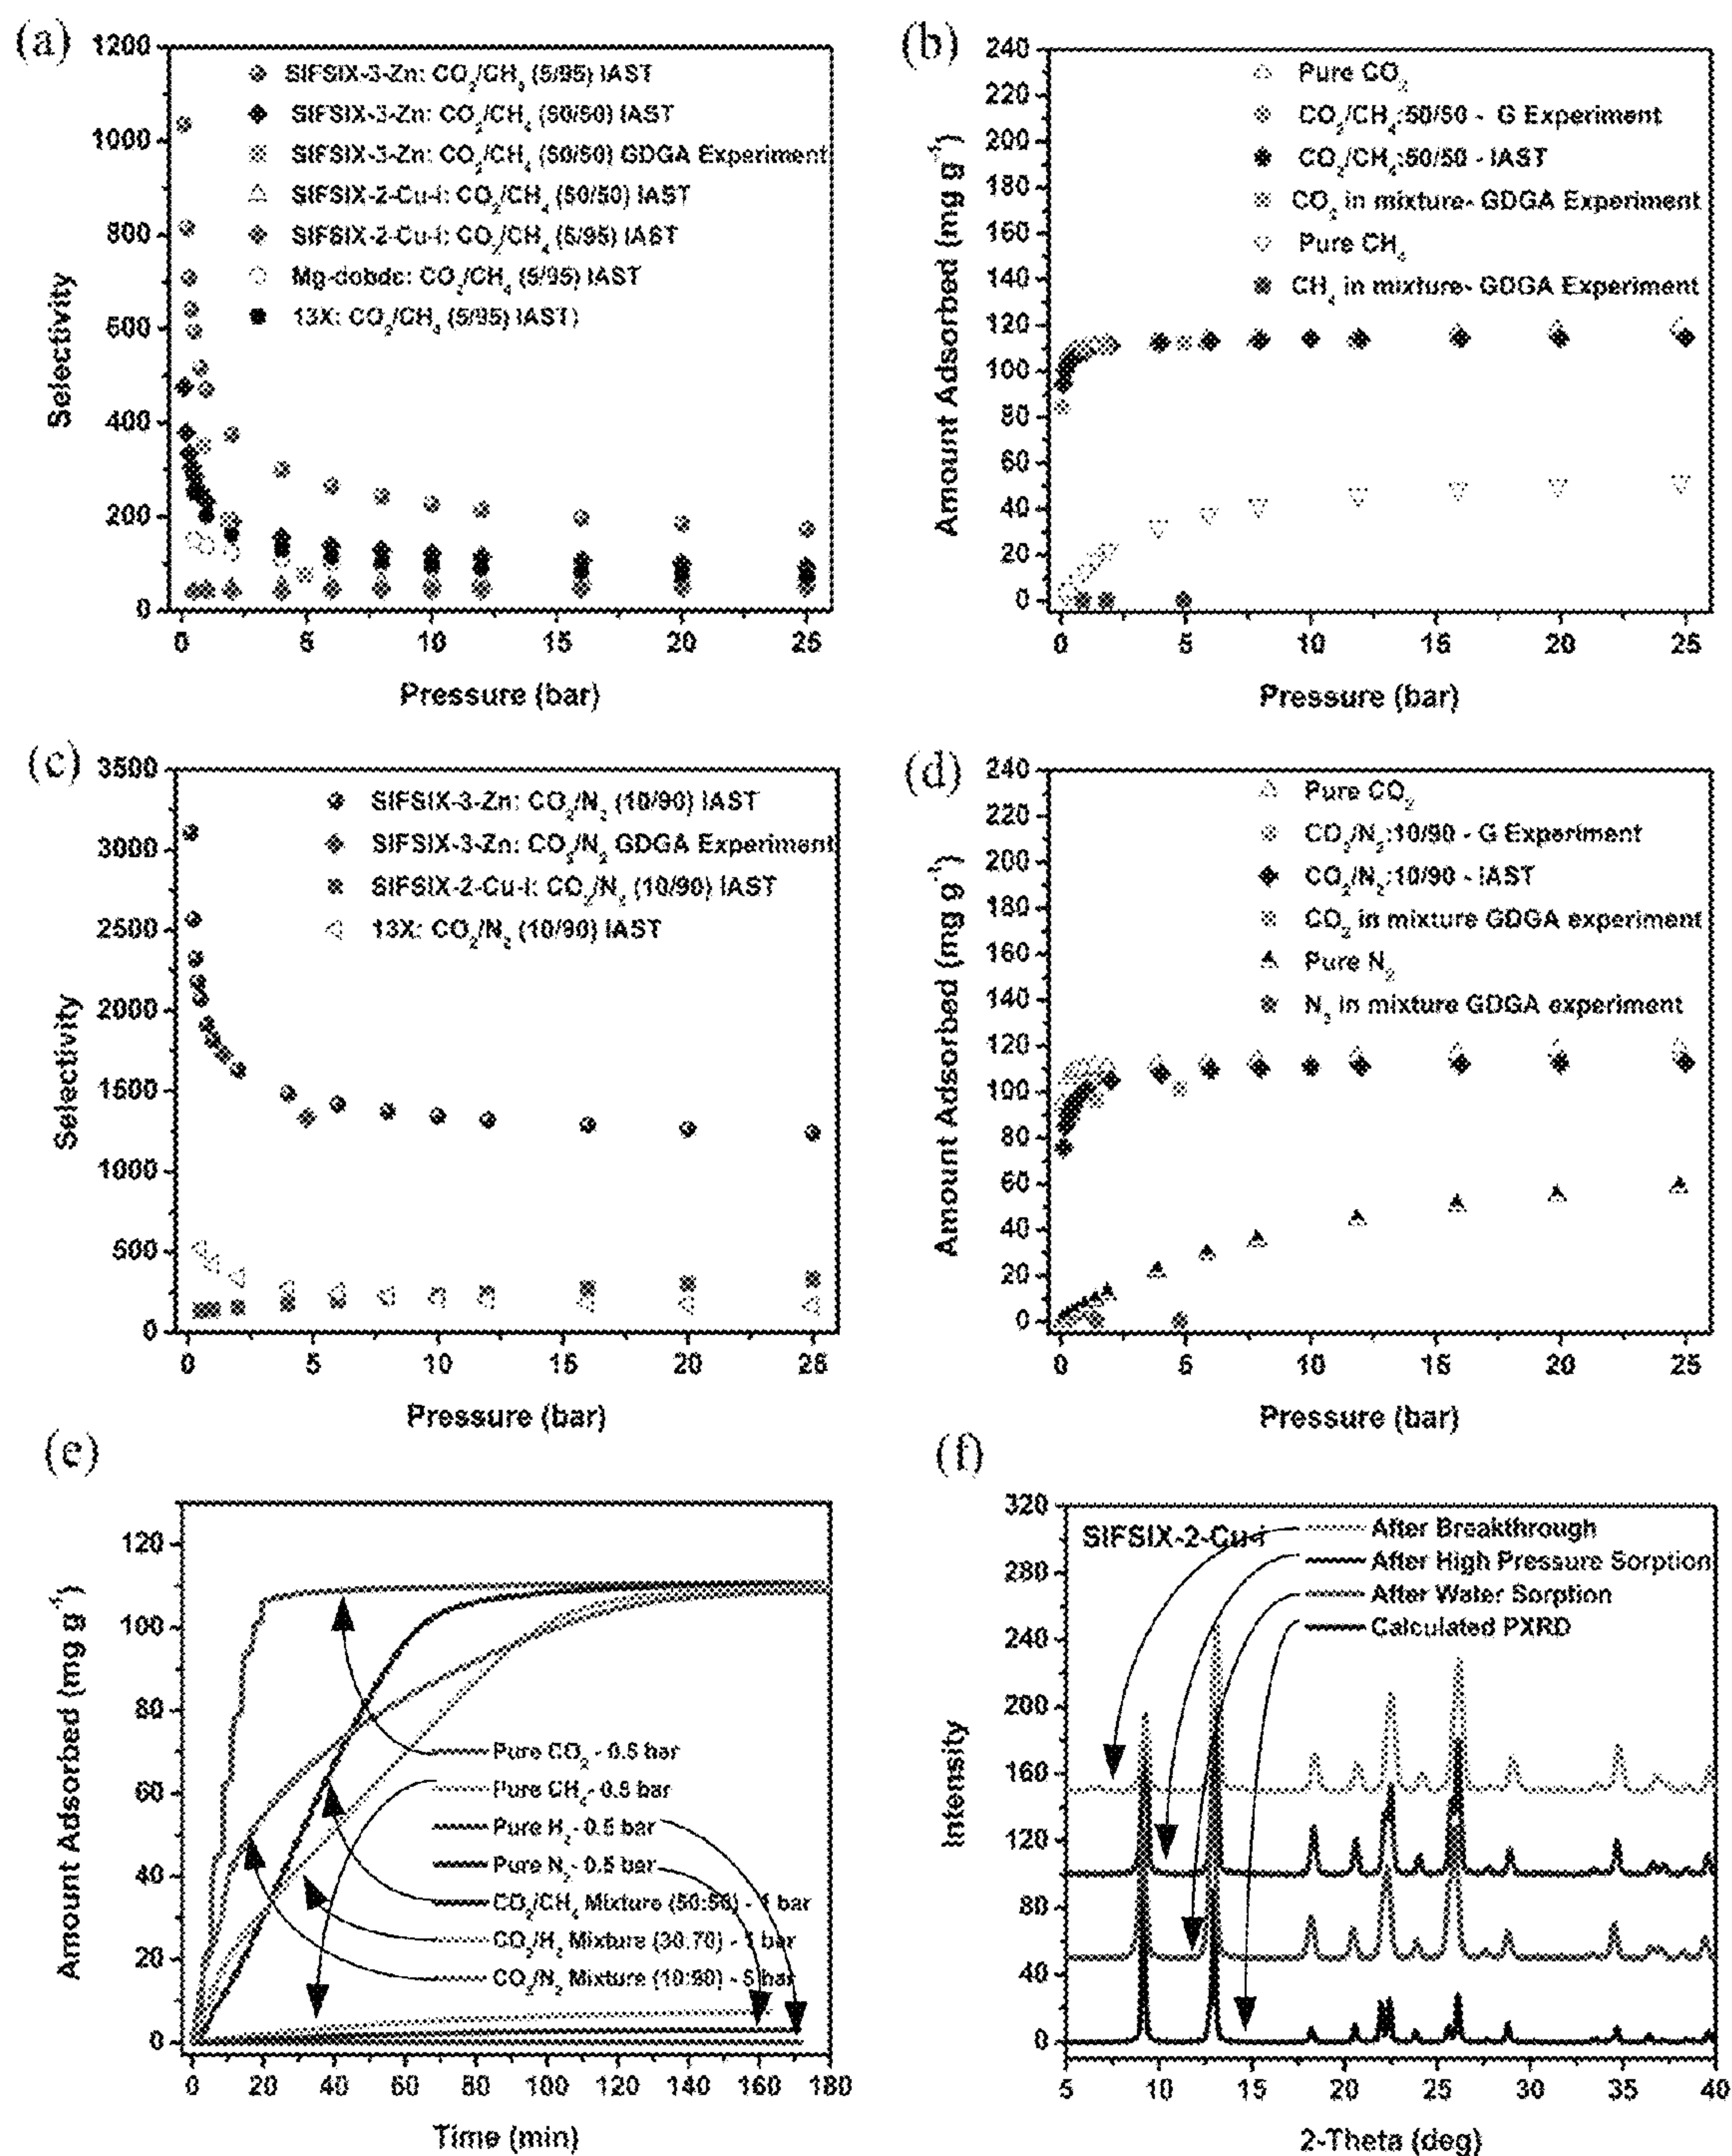 (a)
1200
1000
800
600
400
200
0
Selectivity
SIFSIX-3-Zn: CO2/CH4 (5/95) IAST
SIFSIX-3-Zn: CO2/CH4 (50/50) IAST
SIFSIX-3-Zn: CO2/CH4 (50/50) GDGA Experiment
SIFSIX-2-Cu-i: CO2/CH4 (50/50) IAST
SIFSIX-2-Cu-i: CO2/CH4 (5/95) IAST
Mg-dobdc: CO2/CH4 (5/95) IAST
13X: CO2/CH4 (5/95) IAST)
0 5 10 15 20 25
Pressure (bar)
(b)
240
220
200
180
160
140
120
100
80
60
40
20
0
Amount Adsorbed (mg g-1)
Pure CO2
CO2/CH4:50/50 - G Experiment
CO2/CH4:50/50 - IAST
CO2 in mixture- GDGA Experiment
Pure CH4
CH4 in mixture- GDGA Experiment
0 5 10 15 20 25
Pressure (bar)
(c)
3500
3000
2500
2000
1500
1000
500
0
Selectivity
SIFSIX-3-Zn: CO2/N2 (10/90) IAST
SIFSIX-3-Zn: CO2/N2 GDGA Experiment
SIFSIX-2-Cu-i: CO2/N2 (10/90) IAST
13X: CO2/N2 (10/90) IAST
0 5 10 15 20 25
Pressure (bar)
(d)
240
220
200
180
160
140
120
100
80
60
40
20
0
Amount Adsorbed (mg g-1)
Pure CO2
CO2/N2:10/90 - G Experiment
CO2/N2:10/90 - IAST
CO2 in mixture GDGA experiment
Pure N2
N2 in mixture GDGA experiment
0 5 10 15 20 25
Pressure (bar)
(e)
120
100
80
60
40
20
0
Amount Adsorbed (mg g-1)
Pure CO2 - 0.5 bar
Pure CH4- 0.5 bar
Pure H2- 0.5 bar
Pure N2- 0.5 bar
CO2/CH4 Mixture (50:50) - 1 bar
CO2/H2 Mixture (30:70) - 1 bar
CO2/N2 Mixture (10:90) - 5 bar
0 20 40 60 80 100 120 140 160 180
Time (min)
(f)
320
280
240
200
160
120
80
40
0
Intensity
SIFSIX-2-Cu-i
After Breakthrough
After High Pressure Sorption
After Water Sorption
Calculated PXRD
5 10 15 20 25 30 35 40
2-Theta (deg)